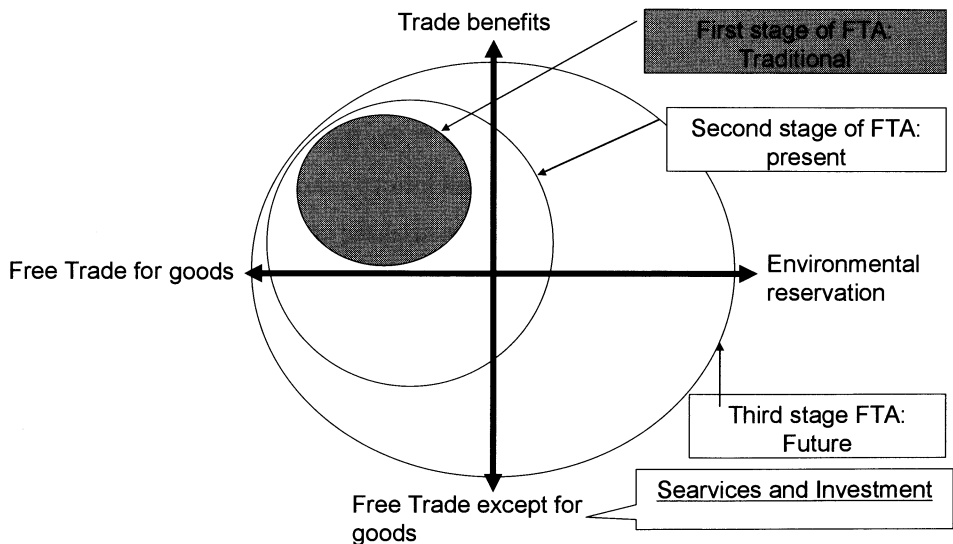 Trade benefits
First stage of FTA:
Traditional
Second stage of FTA:
present
Free Trade for goods
Environmental
reservation
Third stage FTA:
Future
Searvices and Investment
Free Trade except for
goods